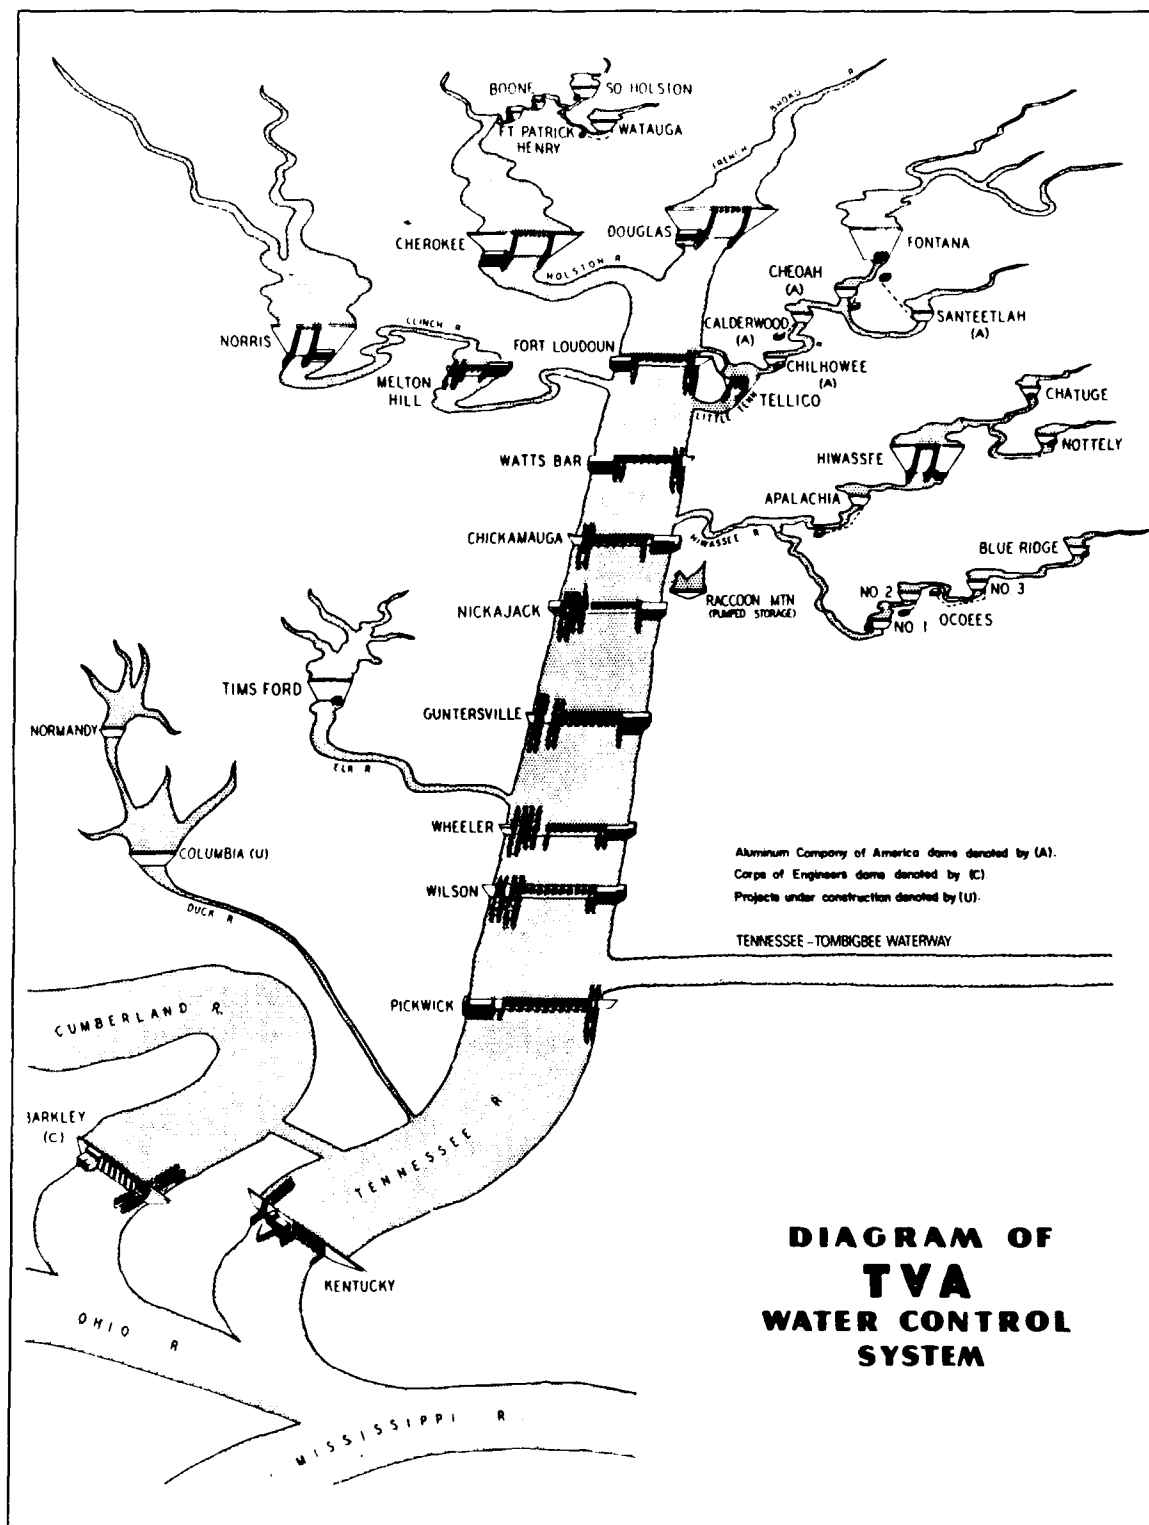 BOONE
SO HOLSTON
FT PATRICK
HENRY
WATAUGA
FRENCH BROAD R
CHEROKEE
DOUGLAS
HOLSTON R
FONTANA
CHEOAH
(A)
SANTEETLAH
(A)
CALDERWOOD
(A)
NORRIS
CLINCH R
FORT LOUDOUN
CHILHOWEE
(A)
MELTON
HILL
TELLICO
LITTLE TENN
CHATUGE
NOTTELY
WATTS BAR
HIWASSEE
APALACHIA
CHICKAMAUGA
HIWASSEE R
BLUE RIDGE
NICKAJACK
RACCOON MTN
(PUMPED STORAGE)
NO 2
NO 3
OCOEES
NO 1
TIMS FORD
NORMANDY
GUNTERSVILLE
ELK R
WHEELER
COLUMBIA (U)
WILSON
DUCK R
Aluminum Company of America dams denoted by (A).
Corps of Engineers dams denoted by (C)
Projects under construction denoted by (U).
TENNESSEE-TOMBIGBEE WATERWAY
PICKWICK
CUMBERLAND R.
BARKLEY
(C)
TENNESSEE R
KENTUCKY
OHIO R
MISSISSIPPI R
DIAGRAM OF
TVA
WATER CONTROL
SYSTEM